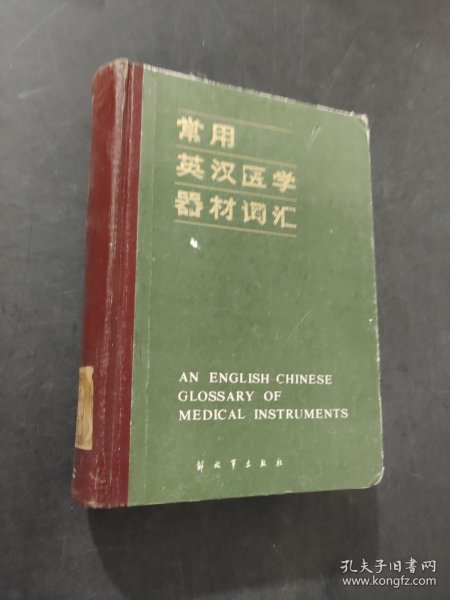 常用
英汉医学
器材词汇
AN ENGLISH-CHINESE
GLOSSARY OF
MEDICAL INSTRUMENTS
解放军出版社
孔夫子旧书网
www.kongfz.com